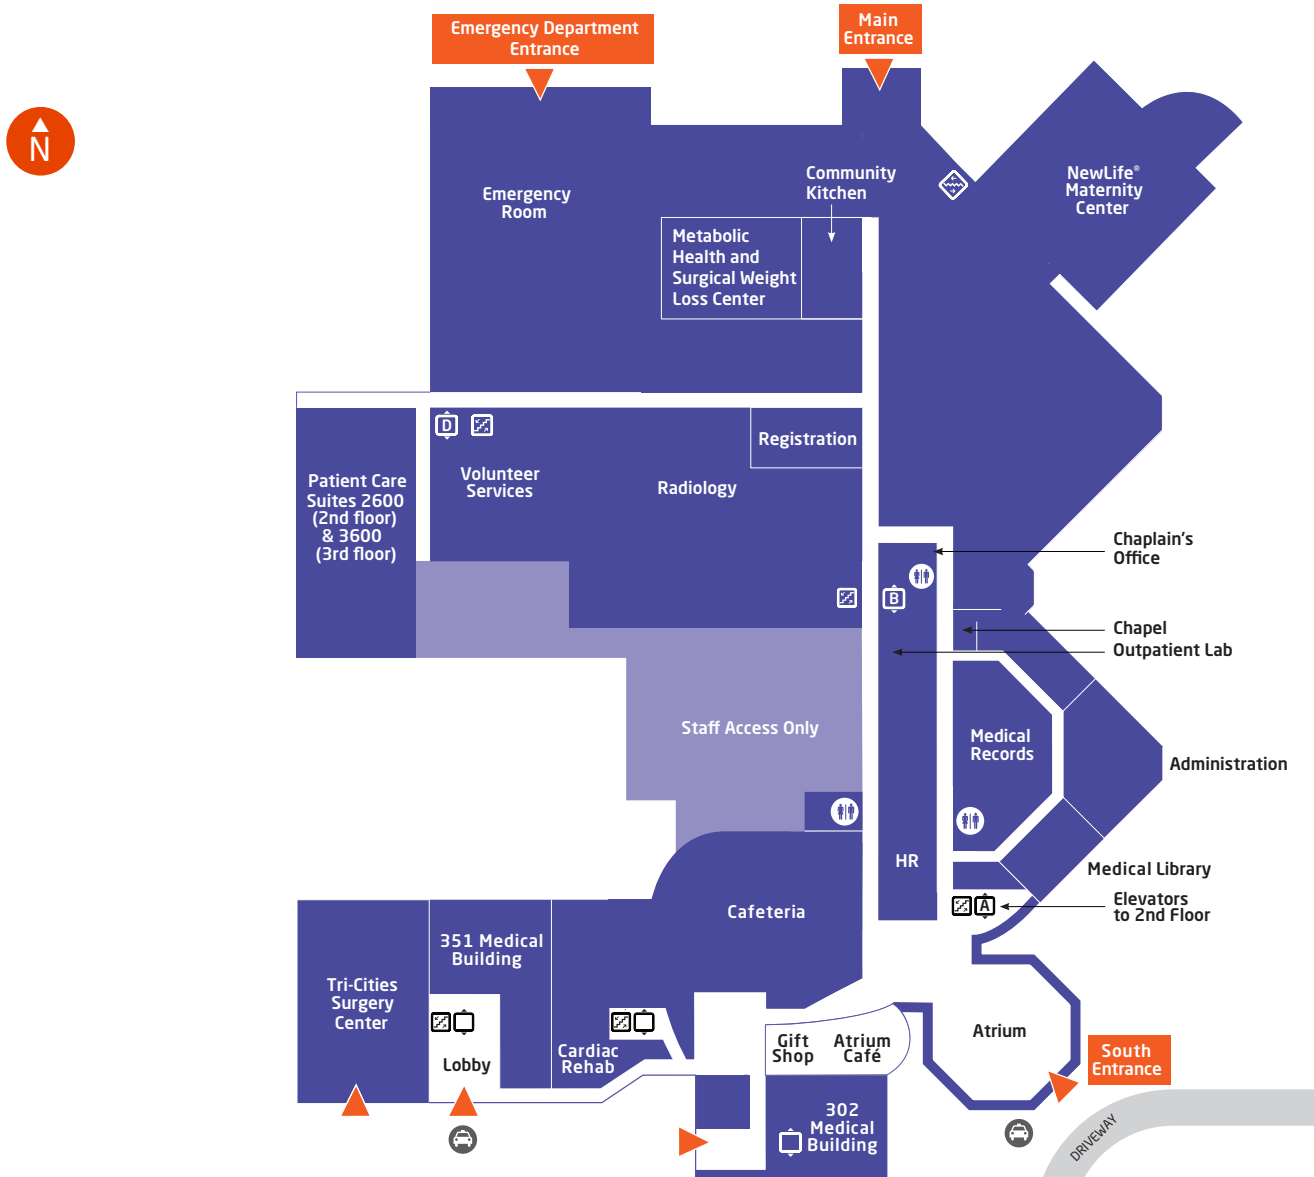 Emergency Department
Entrance
Main
Entrance
N
Emergency
Room
Community
Kitchen
NewLife®
Maternity
Center
Metabolic
Health and
Surgical Weight
Loss Center
D
Registration
Volunteer
Services
Radiology
Patient Care
Suites 2600
(2nd floor)
& 3600
(3rd floor)
Chaplain's
Office
B
Chapel
Outpatient Lab
Staff Access Only
Medical
Records
Administration
HR
Medical Library
A
Elevators
to 2nd Floor
Cafeteria
351 Medical
Building
Tri-Cities
Surgery
Center
Lobby
Cardiac
Rehab
Gift
Shop
Atrium
Café
Atrium
South
Entrance
302
Medical
Building
DRIVEWAY